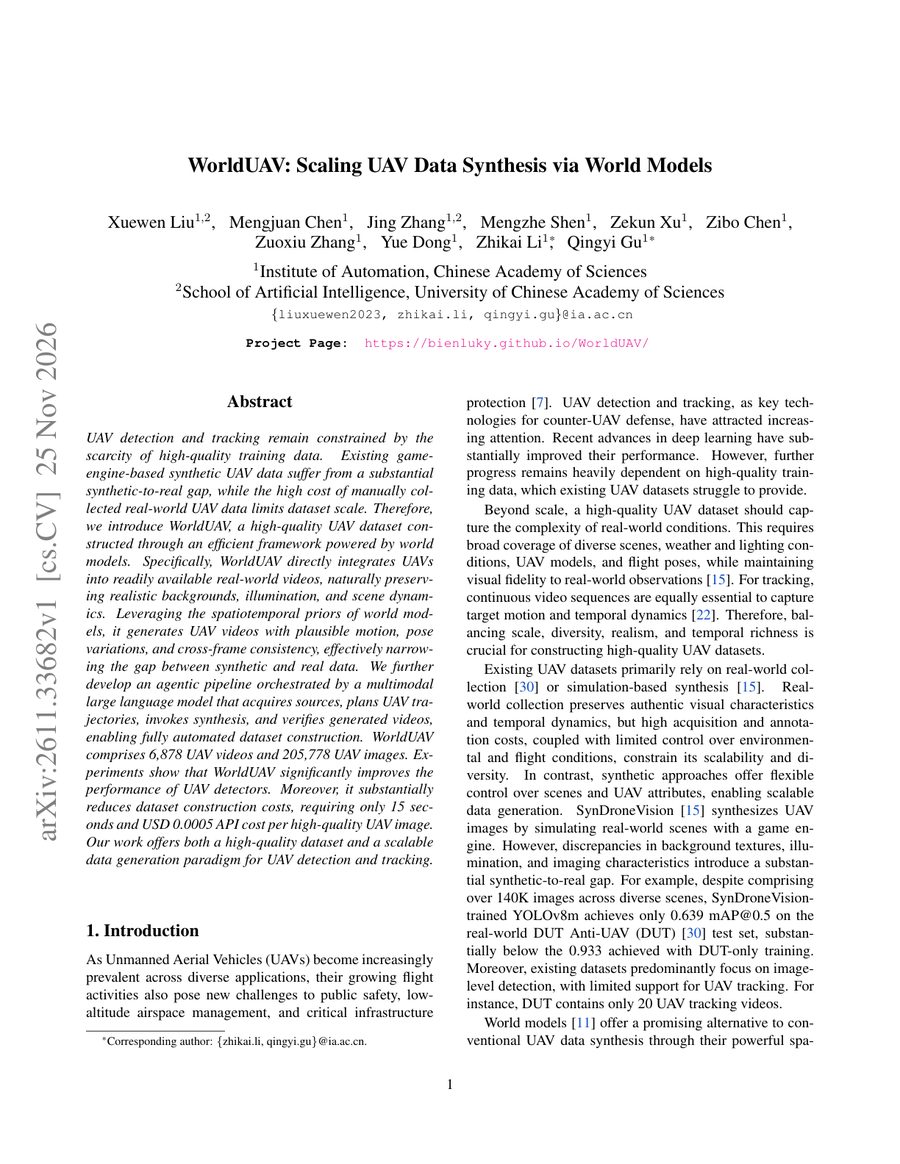 WorldUAV: Scaling UAV Data Synthesis via World Models
Xuewen Liu1,2, Mengjuan Chen1, Jing Zhang1,2, Mengzhe Shen1, Zekun Xu1, Zibo Chen1,
Zuoxiu Zhang1, Yue Dong1, Zhikai Li1*, Qingyi Gu1*
1Institute of Automation, Chinese Academy of Sciences
2School of Artificial Intelligence, University of Chinese Academy of Sciences
{liuxuewen2023, zhikai.li, qingyi.gu}@ia.ac.cn
Project Page: https://bienluky.github.io/WorldUAV/
arXiv:2611.33682v1 [cs.CV] 25 Nov 2026
Abstract
UAV detection and tracking remain constrained by the
scarcity of high-quality training data. Existing game-
engine-based synthetic UAV data suffer from a substantial
synthetic-to-real gap, while the high cost of manually col-
lected real-world UAV data limits dataset scale. Therefore,
we introduce WorldUAV, a high-quality UAV dataset con-
structed through an efficient framework powered by world
models. Specifically, WorldUAV directly integrates UAVs
into readily available real-world videos, naturally preserv-
ing realistic backgrounds, illumination, and scene dynam-
ics. Leveraging the spatiotemporal priors of world mod-
els, it generates UAV videos with plausible motion, pose
variations, and cross-frame consistency, effectively narrow-
ing the gap between synthetic and real data. We further
develop an agentic pipeline orchestrated by a multimodal
large language model that acquires sources, plans UAV tra-
jectories, invokes synthesis, and verifies generated videos,
enabling fully automated dataset construction. WorldUAV
comprises 6,878 UAV videos and 205,778 UAV images. Ex-
periments show that WorldUAV significantly improves the
performance of UAV detectors. Moreover, it substantially
reduces dataset construction costs, requiring only 15 sec-
onds and USD 0.0005 API cost per high-quality UAV image.
Our work offers both a high-quality dataset and a scalable
data generation paradigm for UAV detection and tracking.
1. Introduction
As Unmanned Aerial Vehicles (UAVs) become increasingly
prevalent across diverse applications, their growing flight
activities also pose new challenges to public safety, low-
altitude airspace management, and critical infrastructure
*Corresponding author: {zhikai.li, qingyi.gu}@ia.ac.cn.
protection [7]. UAV detection and tracking, as key tech-
nologies for counter-UAV defense, have attracted increas-
ing attention. Recent advances in deep learning have sub-
stantially improved their performance. However, further
progress remains heavily dependent on high-quality train-
ing data, which existing UAV datasets struggle to provide.
Beyond scale, a high-quality UAV dataset should cap-
ture the complexity of real-world conditions. This requires
broad coverage of diverse scenes, weather and lighting con-
ditions, UAV models, and flight poses, while maintaining
visual fidelity to real-world observations [15]. For tracking,
continuous video sequences are equally essential to capture
target motion and temporal dynamics [22]. Therefore, bal-
ancing scale, diversity, realism, and temporal richness is
crucial for constructing high-quality UAV datasets.
Existing UAV datasets primarily rely on real-world col-
lection [30] or simulation-based synthesis [15]. Real-
world collection preserves authentic visual characteristics
and temporal dynamics, but high acquisition and annota-
tion costs, coupled with limited control over environmen-
tal and flight conditions, constrain its scalability and di-
versity. In contrast, synthetic approaches offer flexible
control over scenes and UAV attributes, enabling scalable
data generation. SynDroneVision [15] synthesizes UAV
images by simulating real-world scenes with a game en-
gine. However, discrepancies in background textures, illu-
mination, and imaging characteristics introduce a substan-
tial synthetic-to-real gap. For example, despite comprising
over 140K images across diverse scenes, SynDroneVision-
trained YOLOv8m achieves only 0.639 mAP@0.5 on the
real-world DUT Anti-UAV (DUT) [30] test set, substan-
tially below the 0.933 achieved with DUT-only training.
Moreover, existing datasets predominantly focus on image-
level detection, with limited support for UAV tracking. For
instance, DUT contains only 20 UAV tracking videos.
World models [11] offer a promising alternative to con-
ventional UAV data synthesis through their powerful spa-
1